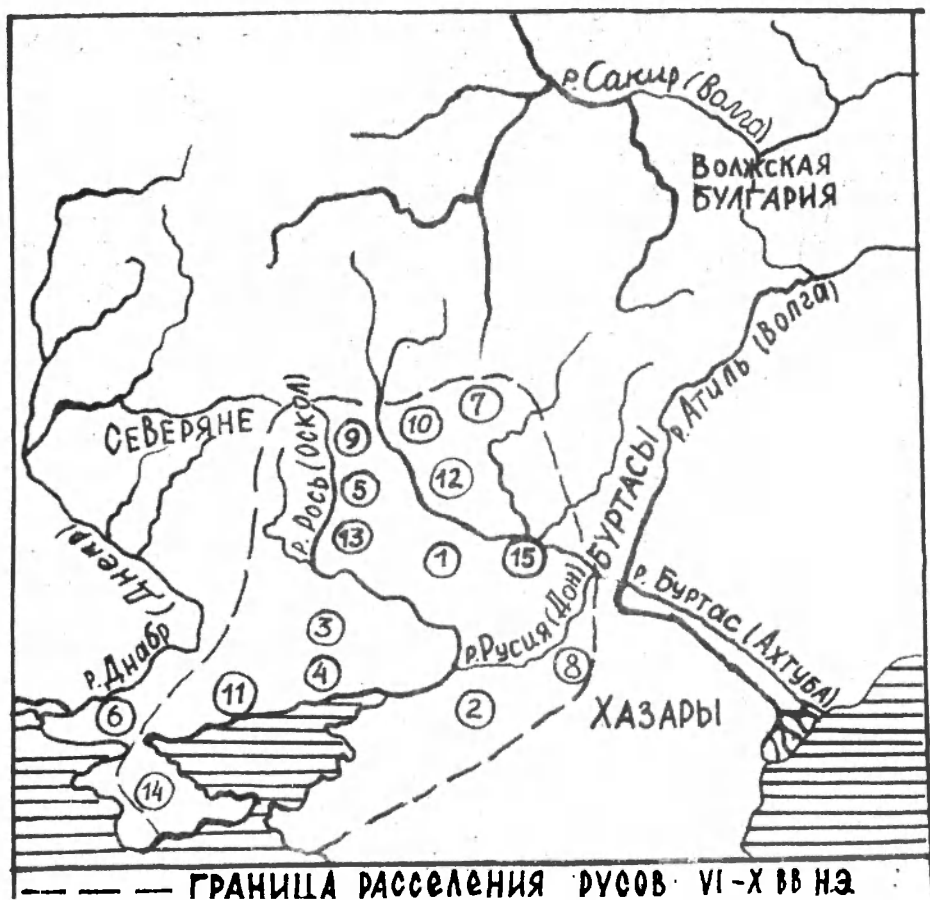 р. Сакир (Волга)
ВОЛЖСКАЯ
БУЛГАРИЯ
р. Атиль (Волга)
СЕВЕРЯНЕ
р. Рось (Оскол)
7
10
9
12
5
13
1
15
БУРТАСЫ
р. Буртас (Ахтуба)
р. Днабр (Днепр)
3
р. Русия (Дон)
4
8
11
6
2
ХАЗАРЫ
14
ГРАНИЦА РАССЕЛЕНИЯ РУСОВ VI-X ВВ Н.Э.